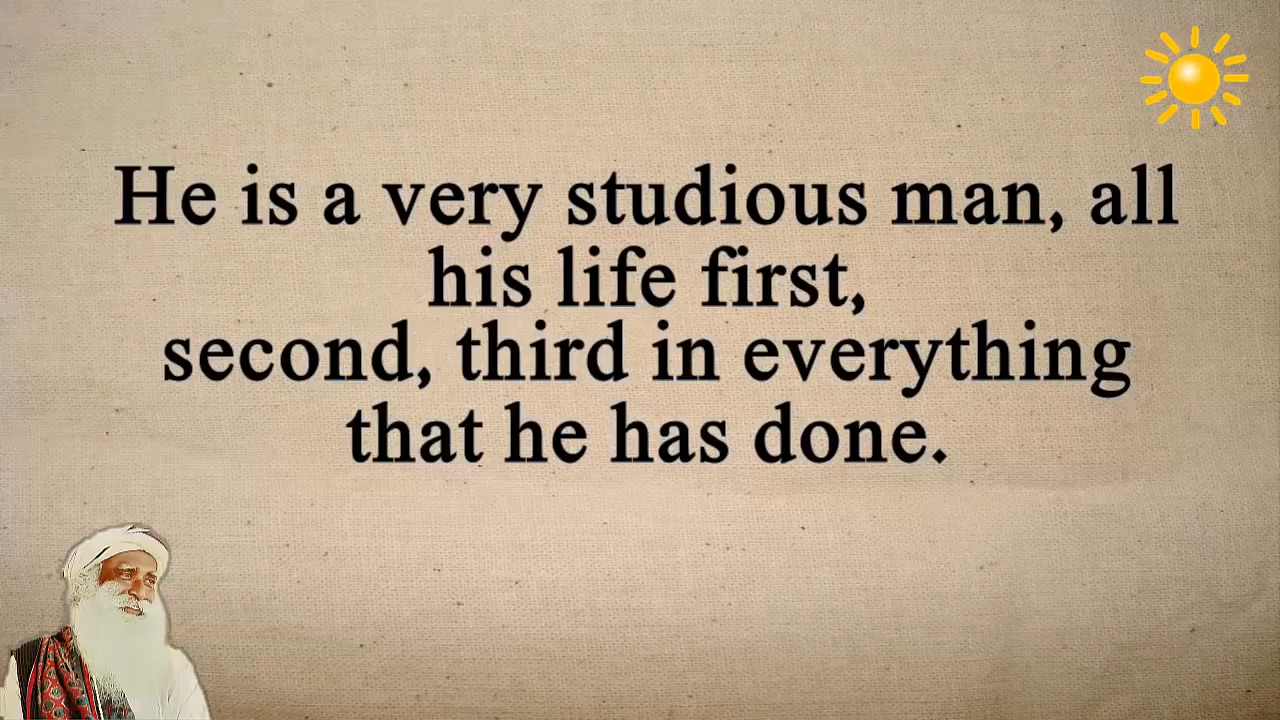 He is a very studious man, all
his life first,
second, third in everything
that he has done.